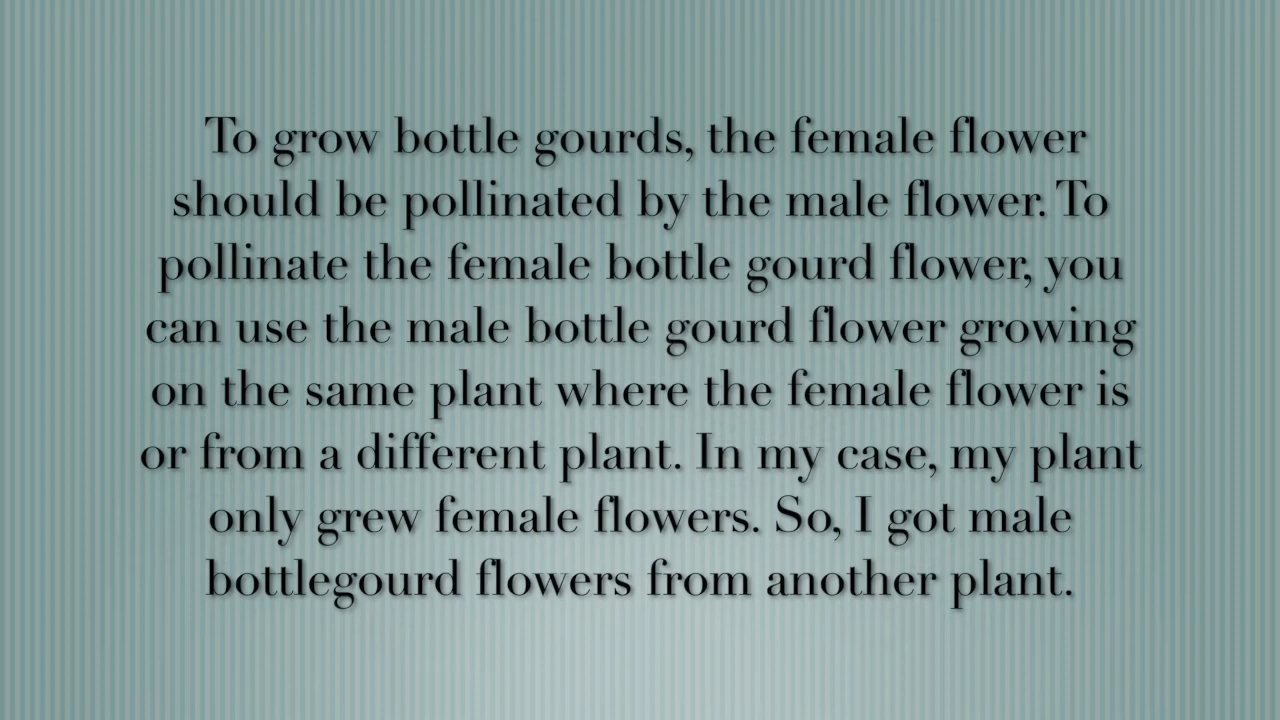 To grow bottle gourds, the female flower
should be pollinated by the male flower. To
pollinate the female bottle gourd flower, you
can use the male bottle gourd flower growing
on the same plant where the female flower is
or from a different plant. In my case, my plant
only grew female flowers. So, I got male
bottlegourd flowers from another plant.